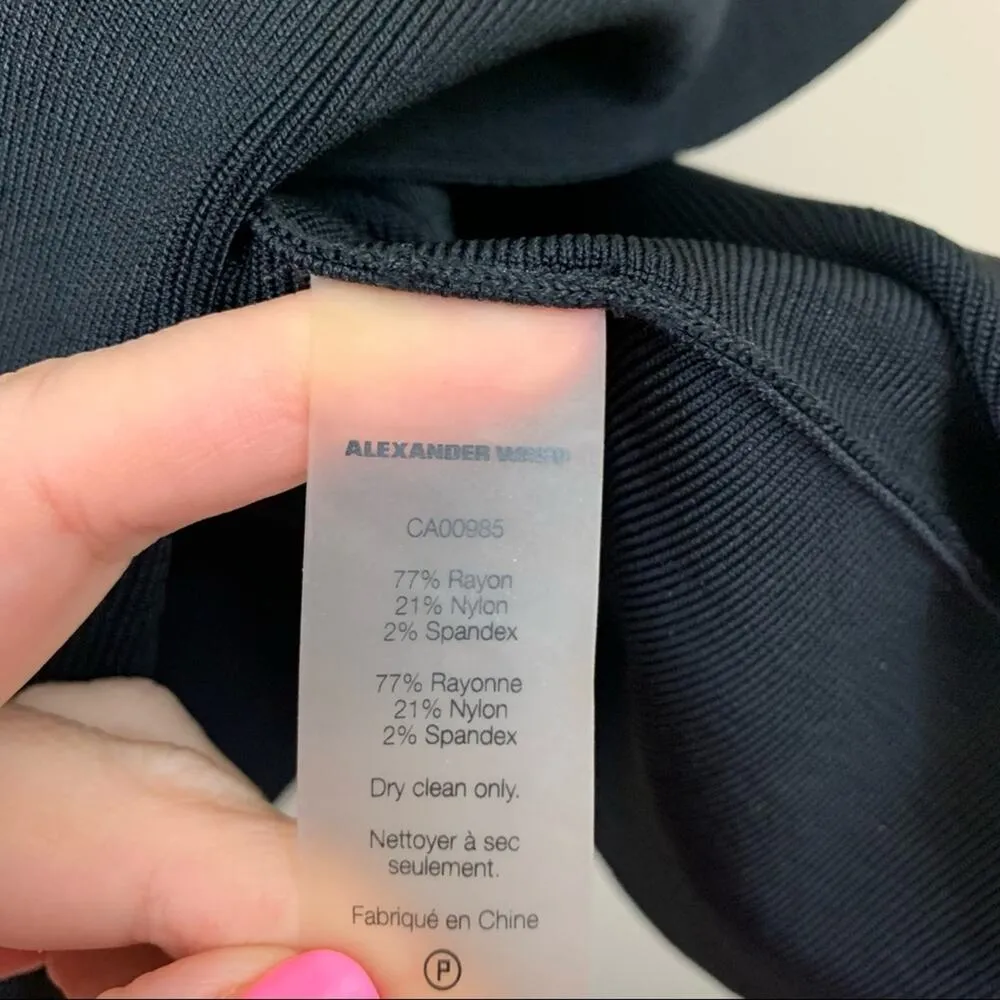 ALEXANDER
CA00985
77% Rayon
21% Nylon
2% Spandex
77% Rayonne
21% Nylon
2% Spandex
Dry clean only.
Nettoyer à sec
seulement.
Fabriqué en Chine
P